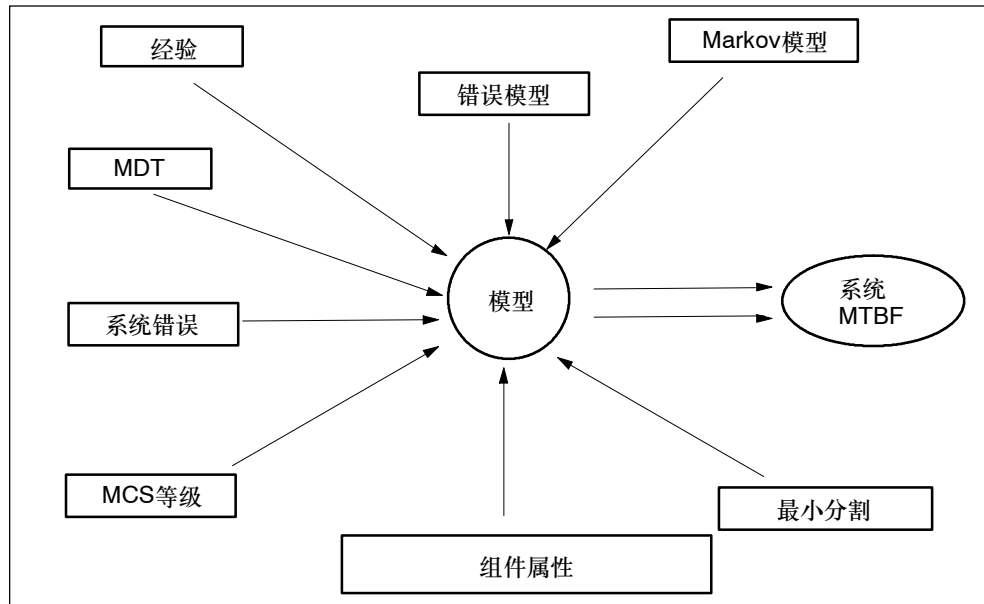 经验
Markov模型
错误模型
MDT
模型
系统
MTBF
系统错误
MCS等级
最小分割
组件属性